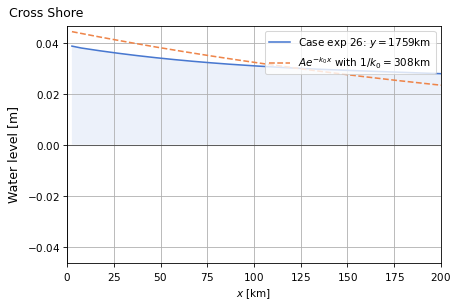 Cross Shore
Water level [m]
0.04
0.02
0.00
−0.02
−0.04
Case exp 26: y = 1759km
Ae^{−k_0x} with 1/k_0 = 308km
0 25 50 75 100 125 150 175 200
x [km]